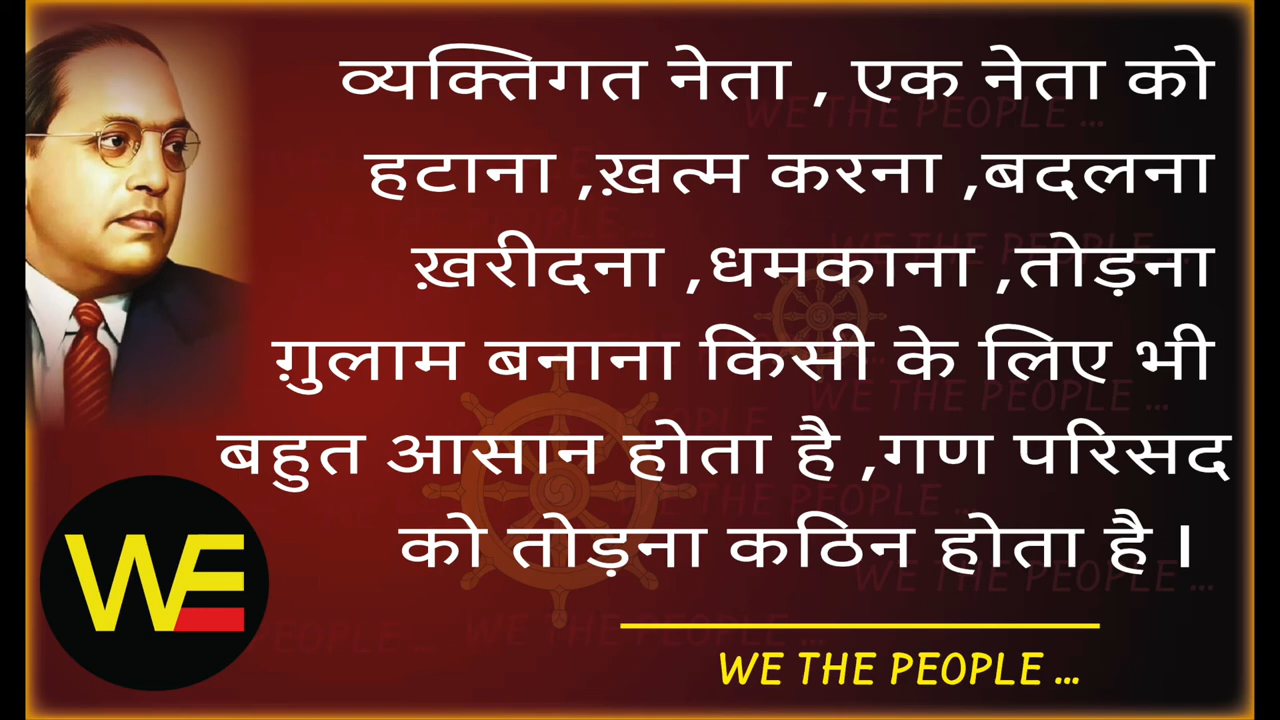 व्यक्तिगत नेता , एक नेता को
हटाना ,ख़त्म करना ,बदलना
ख़रीदना ,धमकाना ,तोड़ना
ग़ुलाम बनाना किसी के लिए भी
बहुत आसान होता है ,गण परिसद
को तोड़ना कठिन होता है ।
WE
WE THE PEOPLE ...